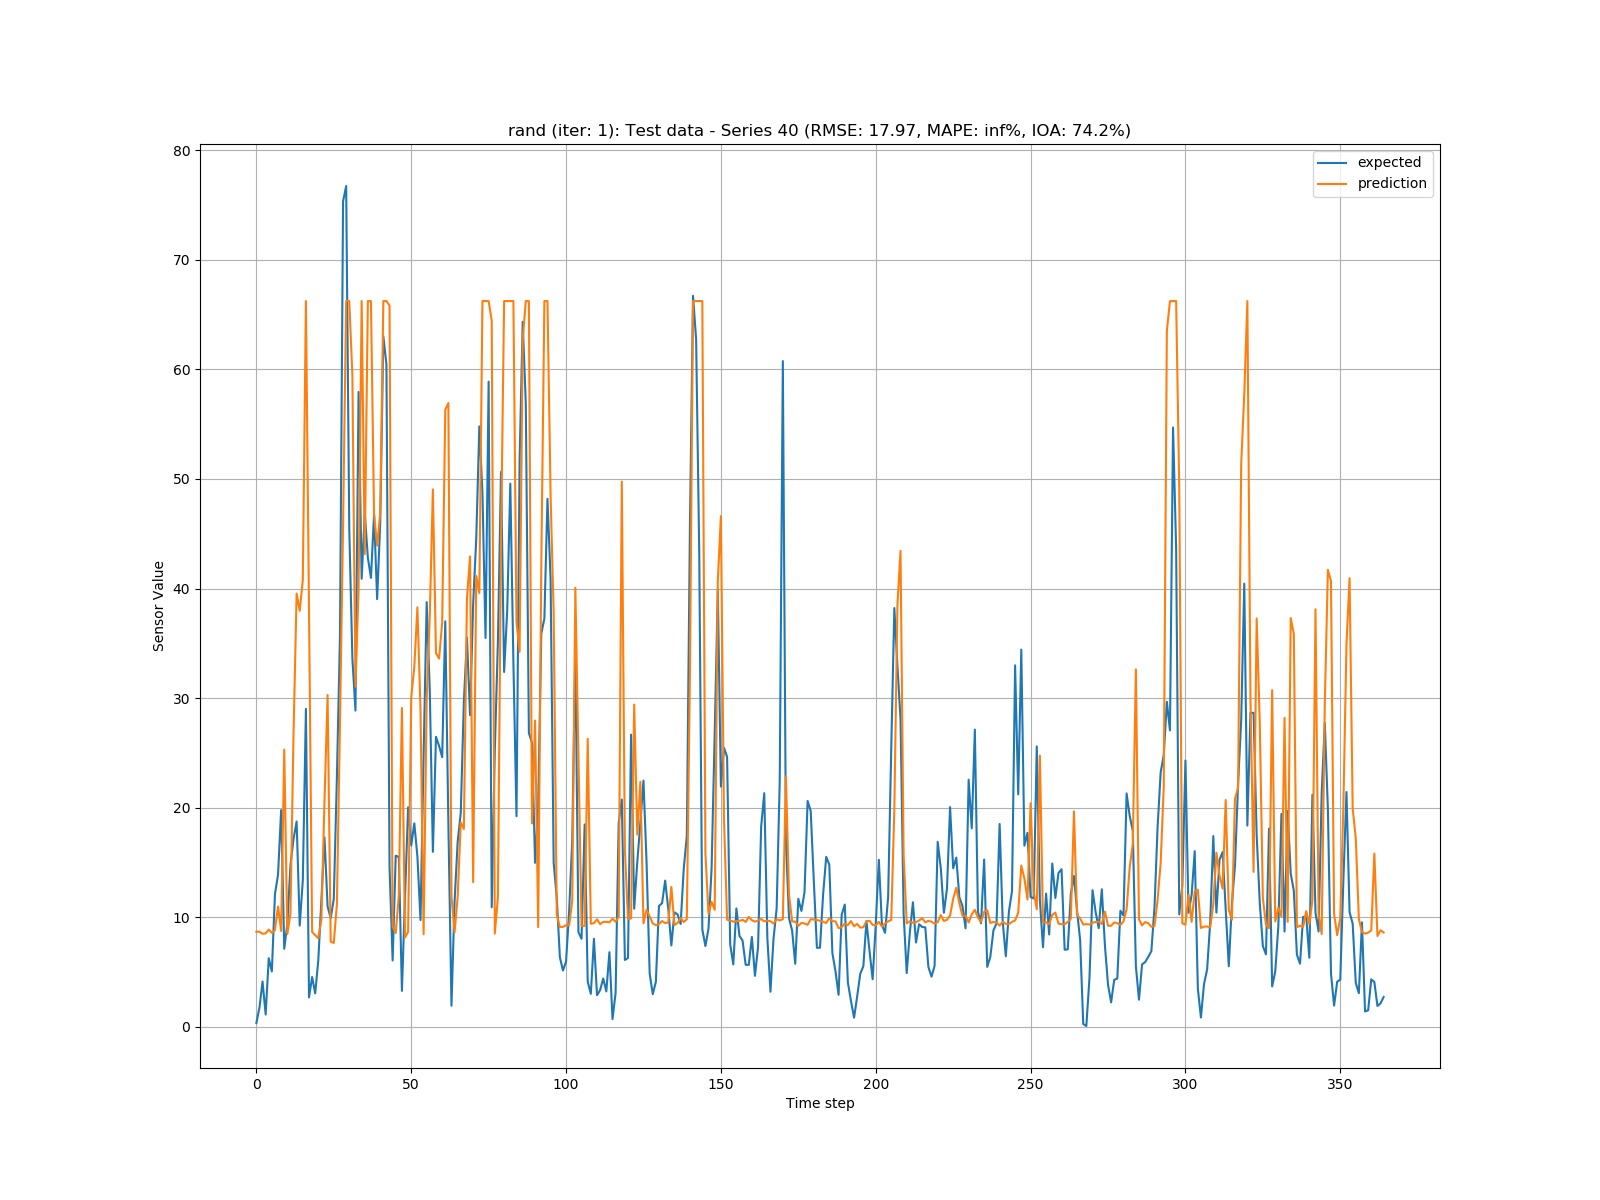 rand (iter: 1): Test data - Series 40 (RMSE: 17.97, MAPE: inf%, IOA: 74.2%)
expected
prediction
80
70
60
50
40
30
20
10
0
Sensor Value
0 50 100 150 200 250 300 350
Time step